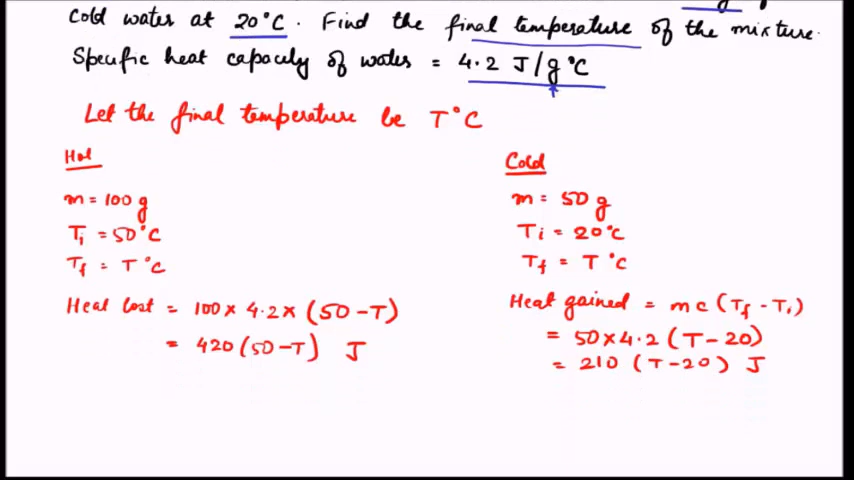 Cold water at 20°C. Find the final temperature of the mixture.
Specific heat capacity of water = 4.2 J/g°C
Let the final temperature be T°C
Hot
m = 100 g
Ti = 50°C
Tf = T°C
Heat lost = 100 × 4.2 × (50 - T)
= 420 (50 - T) J
Cold
m = 50 g
Ti = 20°C
Tf = T°C
Heat gained = mc (Tf - Ti)
= 50 × 4.2 (T - 20)
= 210 (T - 20) J